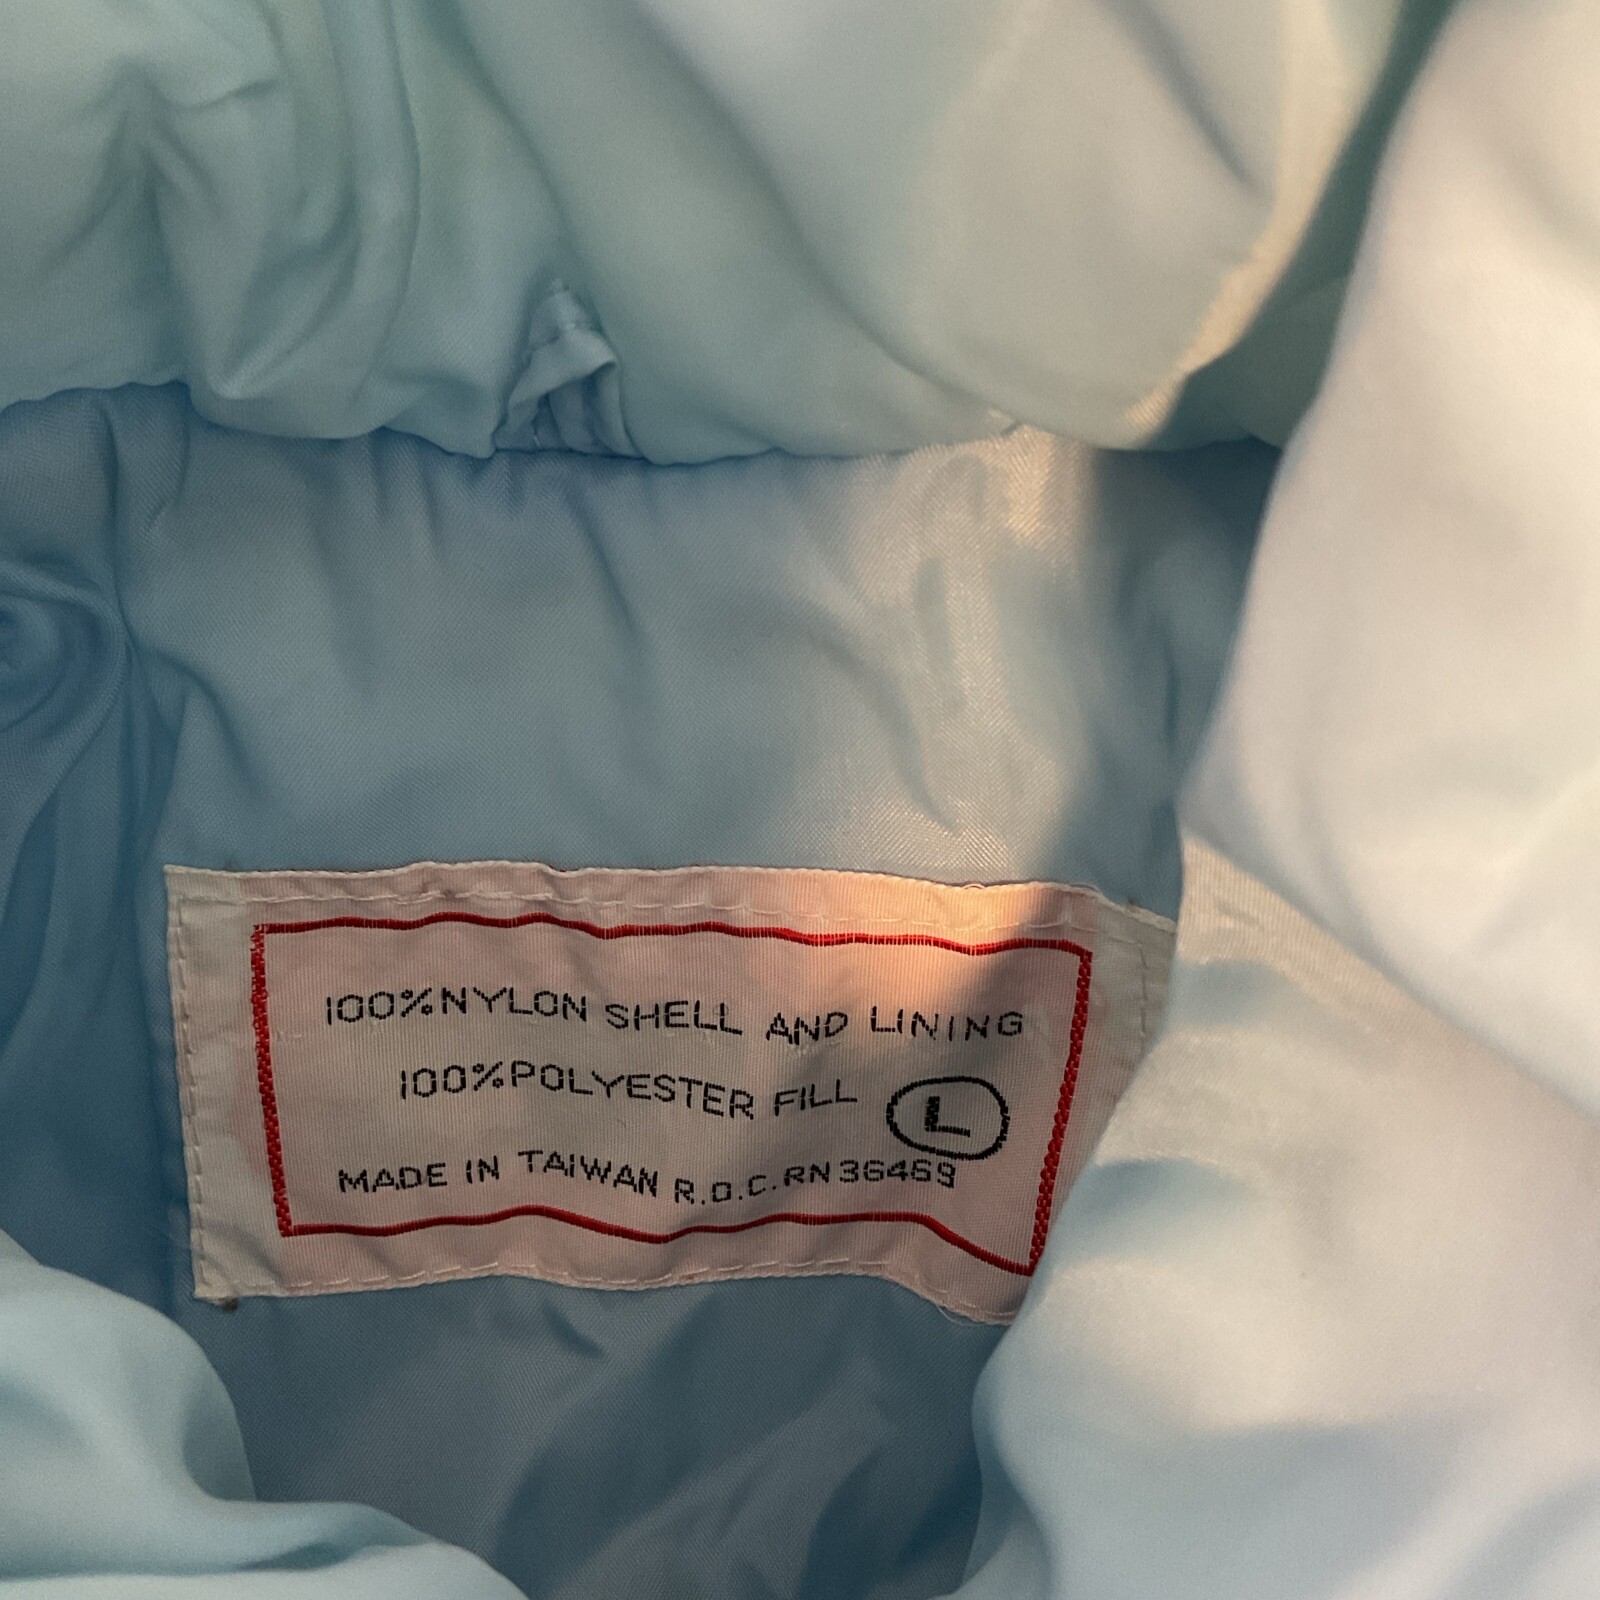 100%NYLON SHELL AND LINING
100%POLYESTER FILL L
MADE IN TAIWAN R.O.C. RN36469